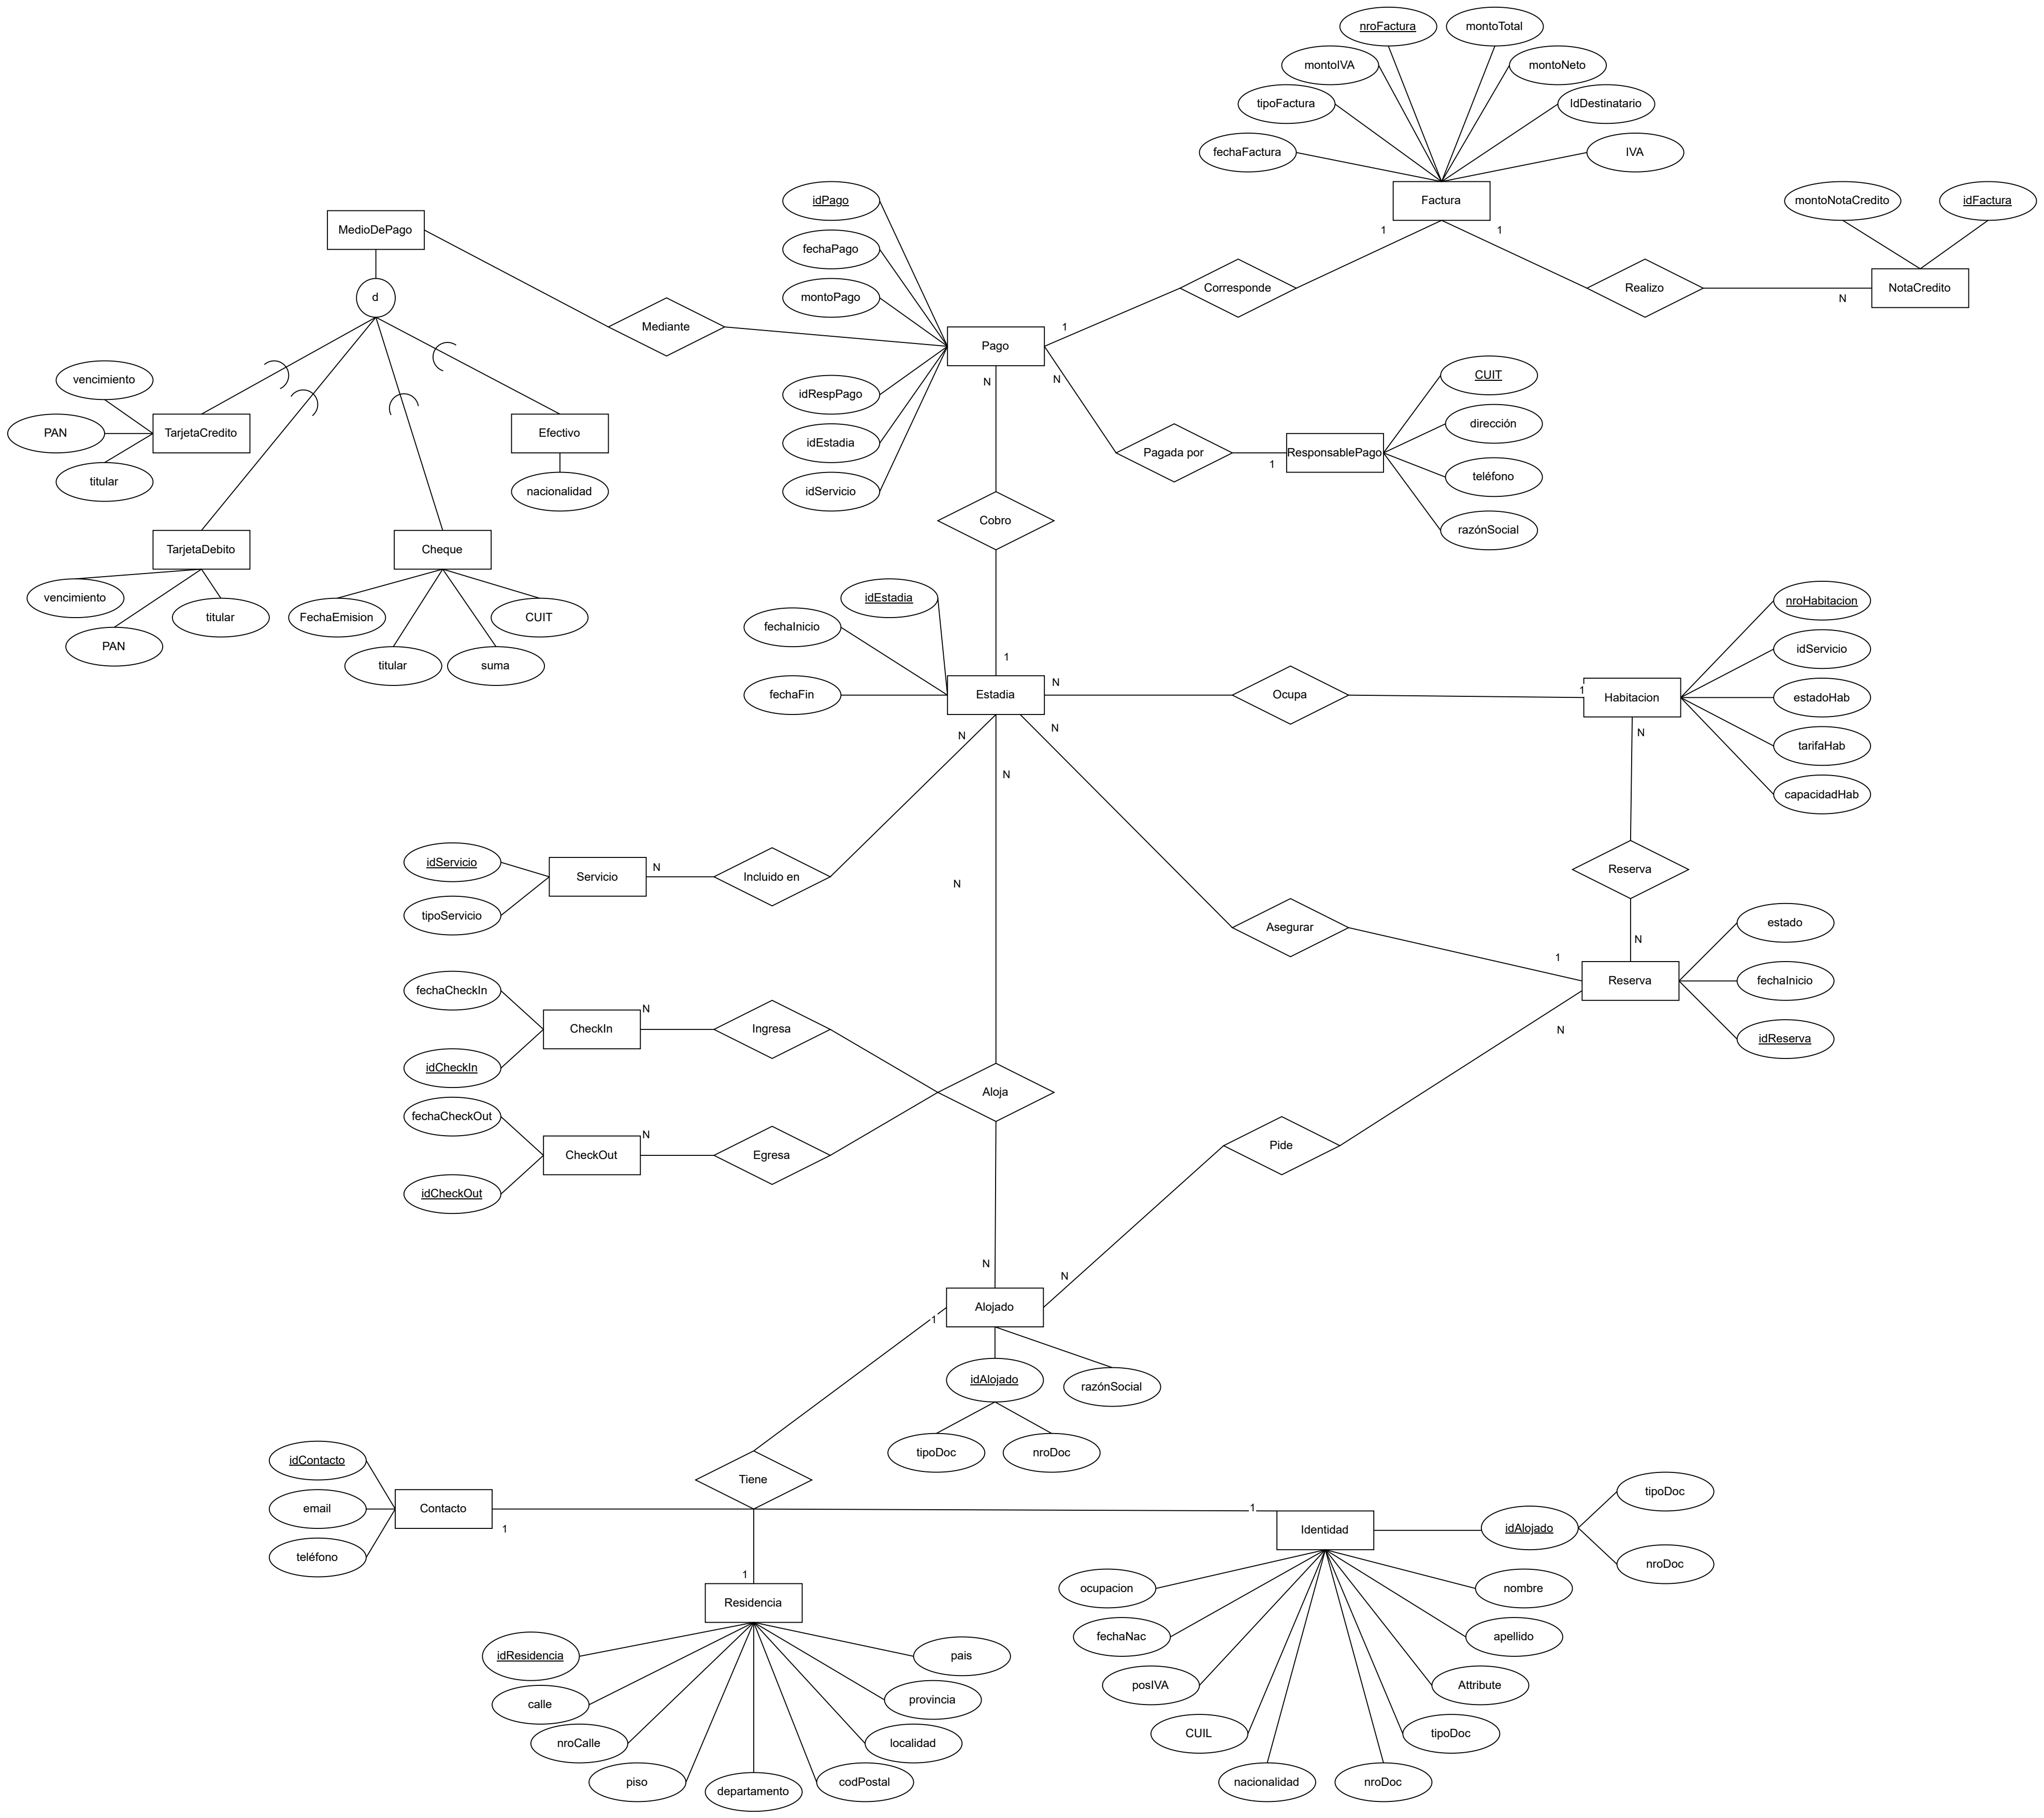 nroFactura
montoTotal
montoIVA
montoNeto
tipoFactura
IdDestinatario
fechaFactura
IVA
Factura
1
1
montoNotaCredito
idFactura
NotaCredito
N
Realizo
Corresponde
1
MedioDePago
d
Mediante
idPago
fechaPago
montoPago
idRespPago
idEstadia
idServicio
Pago
N
N
vencimiento
PAN
titular
TarjetaCredito
Efectivo
nacionalidad
TarjetaDebito
vencimiento
PAN
titular
Cheque
FechaEmision
titular
suma
CUIT
Pagada por
1
ResponsablePago
CUIT
dirección
teléfono
razónSocial
Cobro
1
idEstadia
fechaInicio
fechaFin
Estadia
N
Ocupa
1
Habitacion
nroHabitacion
idServicio
estadoHab
tarifaHab
capacidadHab
N
N
N
N
idServicio
tipoServicio
Servicio
N
Incluido en
N
Reserva
N
Asegurar
1
Reserva
estado
fechaInicio
idReserva
N
fechaCheckIn
idCheckIn
CheckIn
N
Ingresa
fechaCheckOut
idCheckOut
CheckOut
N
Egresa
Aloja
Pide
N
N
Alojado
1
idAlojado
razónSocial
tipoDoc
nroDoc
Tiene
idContacto
email
teléfono
Contacto
1
1
Identidad
idAlojado
tipoDoc
nroDoc
1
Residencia
idResidencia
calle
nroCalle
piso
departamento
codPostal
localidad
provincia
pais
ocupacion
fechaNac
posIVA
CUIL
nacionalidad
nroDoc
tipoDoc
Attribute
apellido
nombre